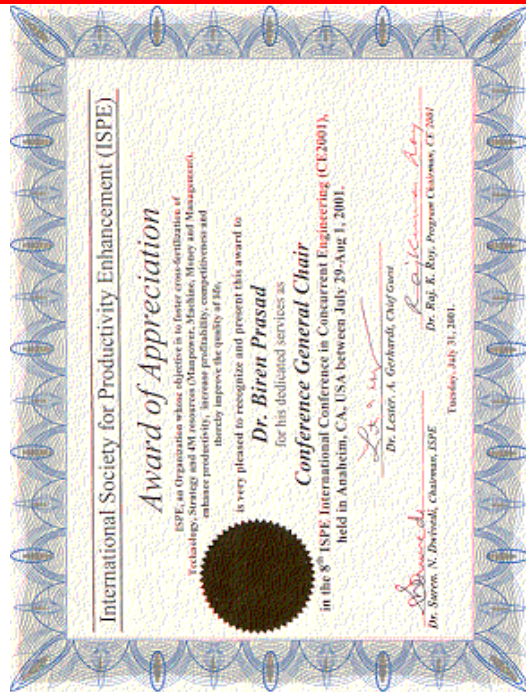 International Society for Productivity Enhancement (ISPE)
Award of Appreciation
ISPE, an Organization whose objective is to foster cross-fertilization of
Technology, Strategy and 4M resources (Manpower, Machine, Money and Management),
enhance productivity, increase profitability, competitiveness and
thereby improve the quality of life,
is very pleased to recognize and present this award to
Dr. Biren Prasad
for his dedicated services as
Conference General Chair
in the 8th ISPE International Conference in Concurrent Engineering (CE2001),
held in Anaheim, CA, USA between July 29-Aug 1, 2001.
Dr. Lester A. Gerhardt, Chief Guest
Dr. Suren. N. Dwivedi, Chairman, ISPE
Dr. Raj. K. Roy, Program Chairman, CE 2001
Tuesday, July 31, 2001.